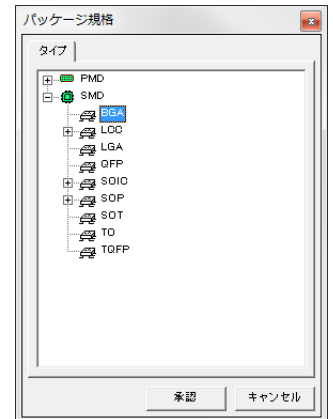 パッケージ規格
タイプ
PMD
SMD
BGA
LCC
LGA
QFP
SOIC
SOP
SOT
TO
TQFP
承認
キャンセル